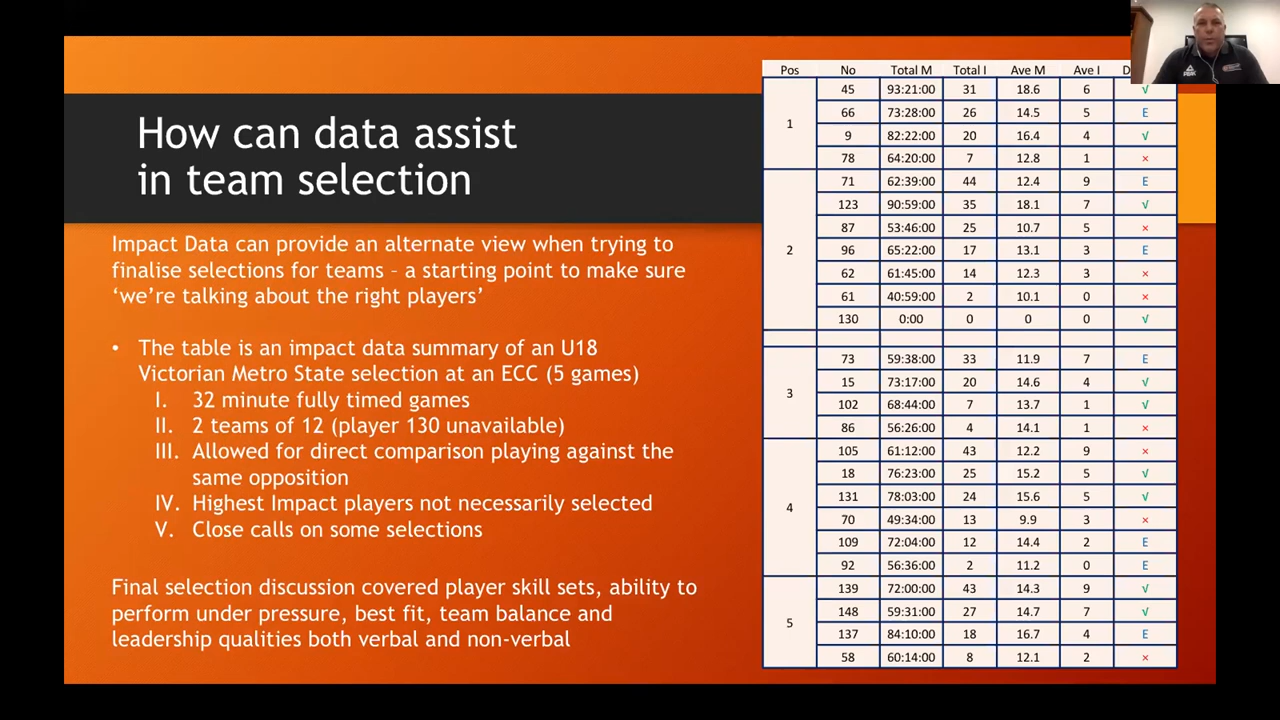 How can data assist
in team selection
Impact Data can provide an alternate view when trying to
finalise selections for teams – a starting point to make sure
‘we’re talking about the right players’
• The table is an impact data summary of an U18
Victorian Metro State selection at an ECC (5 games)
I. 32 minute fully timed games
II. 2 teams of 12 (player 130 unavailable)
III. Allowed for direct comparison playing against the
same opposition
IV. Highest Impact players not necessarily selected
V. Close calls on some selections
Final selection discussion covered player skill sets, ability to
perform under pressure, best fit, team balance and
leadership qualities both verbal and non-verbal
Pos No Total M Total I Ave M Ave I
1
45 93:21:00 31 18.6 6 √
66 73:28:00 26 14.5 5 E
9 82:22:00 20 16.4 4 √
78 64:20:00 7 12.8 1 ×
2
71 62:39:00 44 12.4 9 E
123 90:59:00 35 18.1 7 √
87 53:46:00 25 10.7 5 ×
96 65:22:00 17 13.1 3 E
62 61:45:00 14 12.3 3 ×
61 40:59:00 2 10.1 0 ×
130 0:00 0 0 0 √
3
73 59:38:00 33 11.9 7 E
15 73:17:00 20 14.6 4 √
102 68:44:00 7 13.7 1 √
86 56:26:00 4 14.1 1 ×
4
105 61:12:00 43 12.2 9 ×
18 76:23:00 25 15.2 5 √
131 78:03:00 24 15.6 5 √
70 49:34:00 13 9.9 3 ×
109 72:04:00 12 14.4 2 E
92 56:36:00 2 11.2 0 E
5
139 72:00:00 43 14.3 9 √
148 59:31:00 27 14.7 7 √
137 84:10:00 18 16.7 4 E
58 60:14:00 8 12.1 2 ×
PEAK